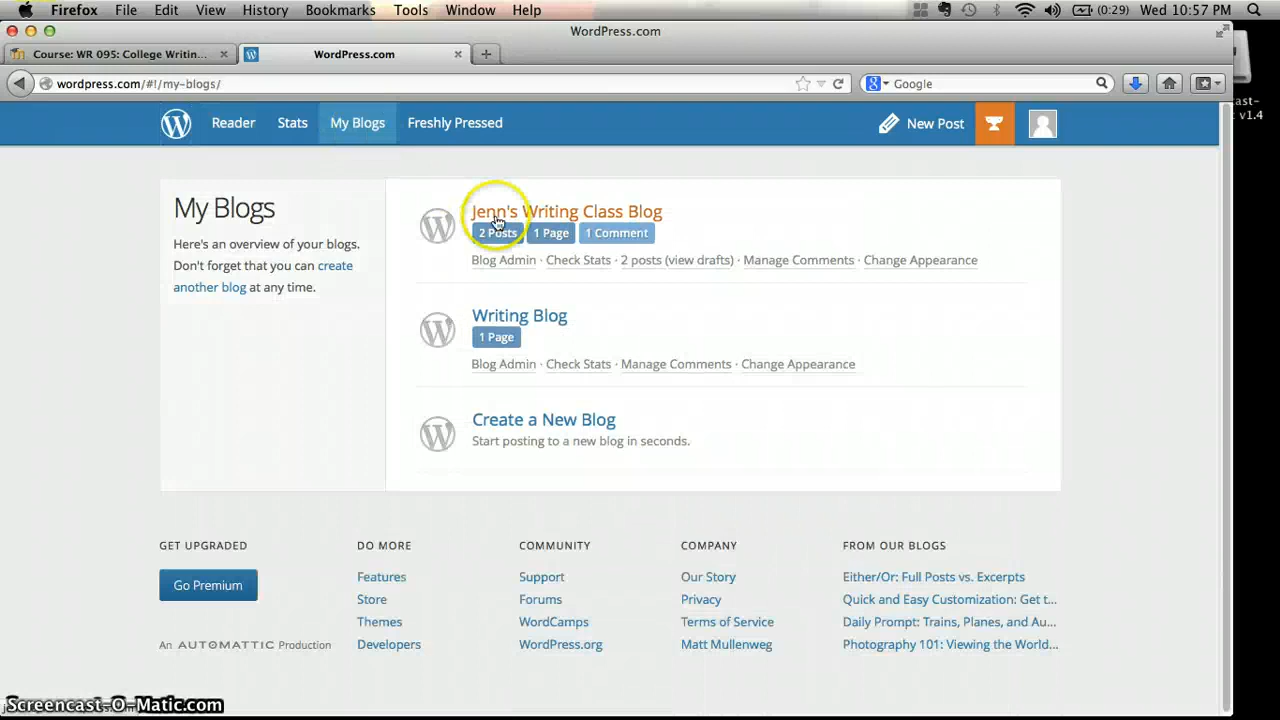 Firefox File Edit View History Bookmarks Tools Window Help (0:29) Wed 10:57 PM
WordPress.com
Course: WR 095: College Writin... WordPress.com
wordpress.com/#!/my-blogs/ Google
Reader Stats My Blogs Freshly Pressed New Post
My Blogs
Here's an overview of your blogs.
Don't forget that you can create
another blog at any time.
Jenn's Writing Class Blog
2 Posts 1 Page 1 Comment
Blog Admin · Check Stats · 2 posts (view drafts) · Manage Comments · Change Appearance
Writing Blog
1 Page
Blog Admin · Check Stats · Manage Comments · Change Appearance
Create a New Blog
Start posting to a new blog in seconds.
GET UPGRADED
Go Premium
An AUTOMATTIC Production
DO MORE
Features
Store
Themes
Developers
COMMUNITY
Support
Forums
WordCamps
WordPress.org
COMPANY
Our Story
Privacy
Terms of Service
Matt Mullenweg
FROM OUR BLOGS
Either/Or: Full Posts vs. Excerpts
Quick and Easy Customization: Get t...
Daily Prompt: Trains, Planes, and Au...
Photography 101: Viewing the World...
cast-
v1.4
Screencast-O-Matic.com